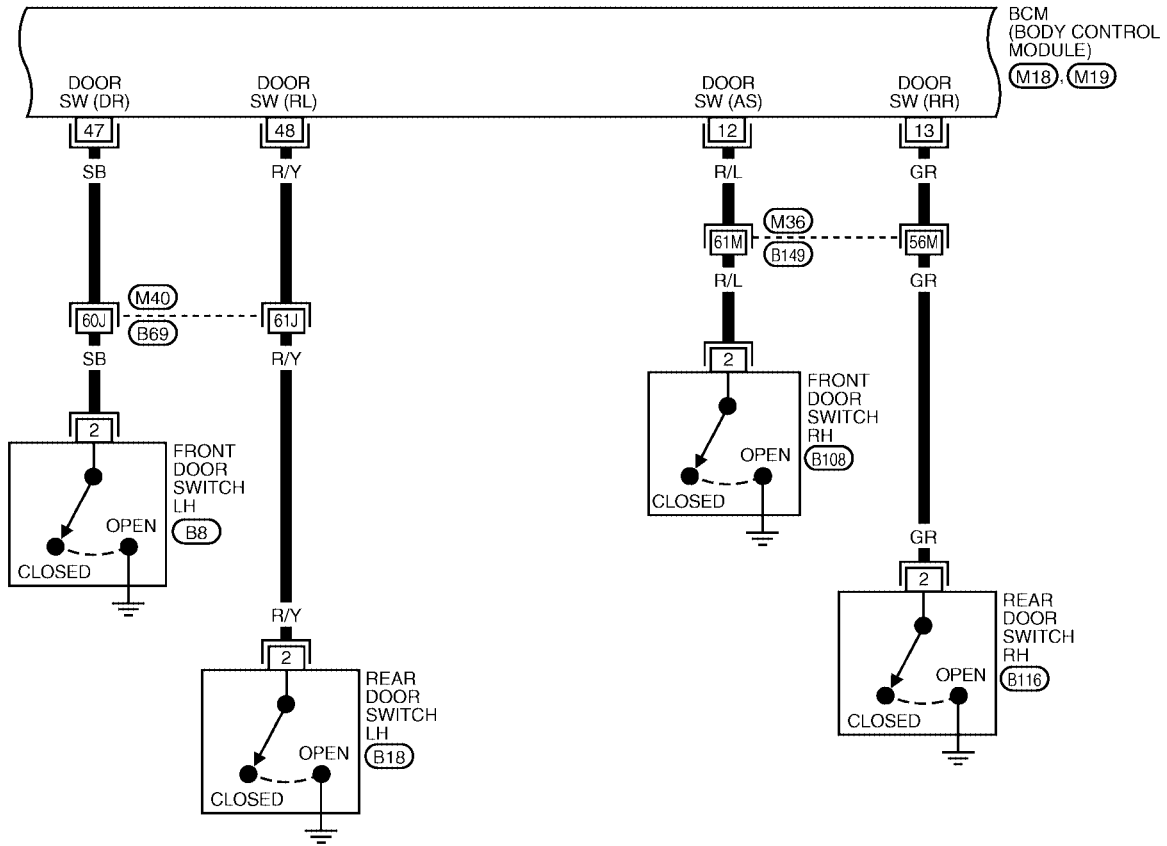 BCM
(BODY CONTROL
MODULE)
M18, M19
DOOR
SW (DR)
DOOR
SW (RL)
DOOR
SW (AS)
DOOR
SW (RR)
47
48
12
13
SB
R/Y
R/L
GR
M36
61M
56M
B149
R/L
GR
M40
60J
61J
B69
SB
R/Y
2
FRONT
DOOR
SWITCH
RH
B108
OPEN
CLOSED
2
FRONT
DOOR
SWITCH
LH
B8
OPEN
CLOSED
GR
2
REAR
DOOR
SWITCH
RH
B116
OPEN
CLOSED
R/Y
2
REAR
DOOR
SWITCH
LH
B18
OPEN
CLOSED